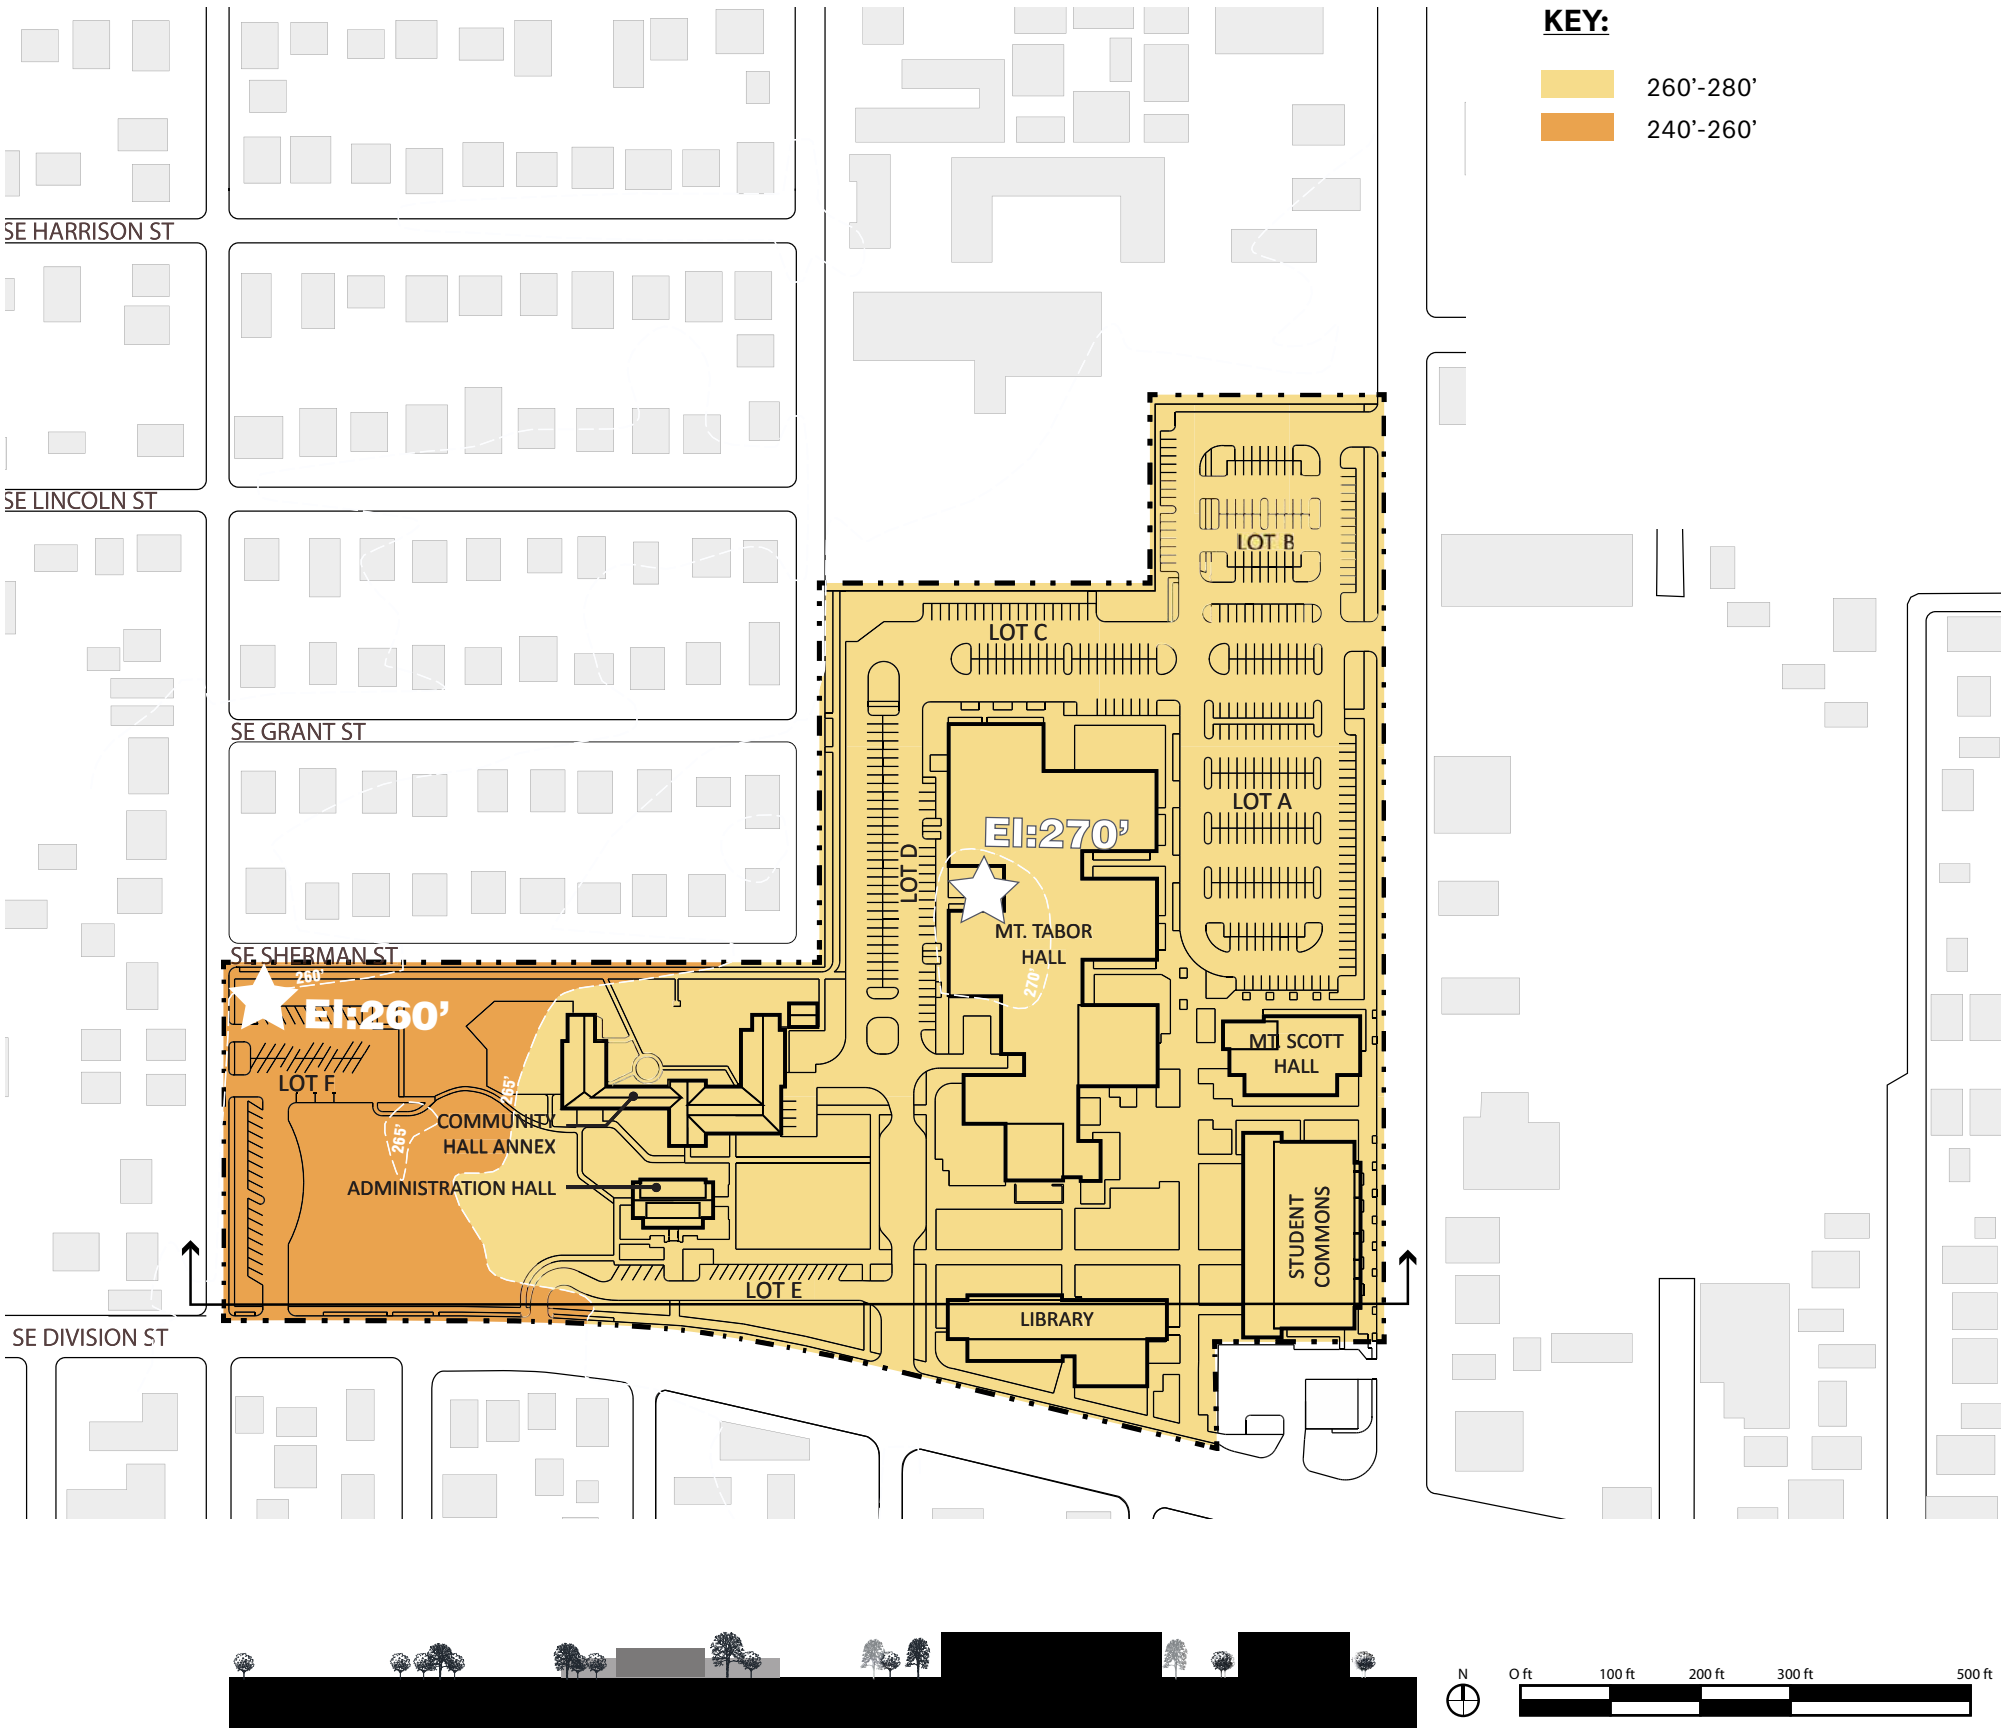 KEY:
260’-280’
240’-260’
SE HARRISON ST
SE LINCOLN ST
LOT B
LOT C
SE GRANT ST
LOT A
El:270’
LOT D
MT. TABOR
HALL
SE SHERMAN ST
260’
270’
El:260’
MT. SCOTT
HALL
LOT F
265’
COMMUNITY
HALL ANNEX
265’
ADMINISTRATION HALL
STUDENT
COMMONS
LOT E
LIBRARY
SE DIVISION ST
N
O ft
100 ft
200 ft
300 ft
500 ft